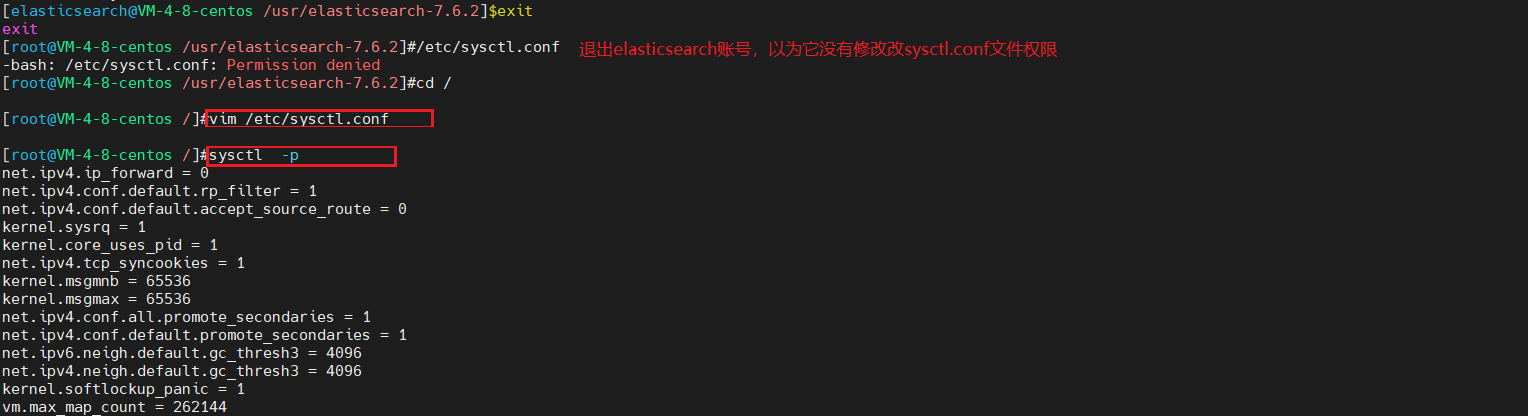 [elasticsearch@VM-4-8-centos /usr/elasticsearch-7.6.2]$exit
exit
[root@VM-4-8-centos /usr/elasticsearch-7.6.2]#/etc/sysctl.conf 退出elasticsearch账号，以为它没有修改改sysctl.conf文件权限
-bash: /etc/sysctl.conf: Permission denied
[root@VM-4-8-centos /usr/elasticsearch-7.6.2]#cd /
[root@VM-4-8-centos /]#vim /etc/sysctl.conf
[root@VM-4-8-centos /]#sysctl  -p
net.ipv4.ip_forward = 0
net.ipv4.conf.default.rp_filter = 1
net.ipv4.conf.default.accept_source_route = 0
kernel.sysrq = 1
kernel.core_uses_pid = 1
net.ipv4.tcp_syncookies = 1
kernel.msgmnb = 65536
kernel.msgmax = 65536
net.ipv4.conf.all.promote_secondaries = 1
net.ipv4.conf.default.promote_secondaries = 1
net.ipv6.neigh.default.gc_thresh3 = 4096
net.ipv4.neigh.default.gc_thresh3 = 4096
kernel.softlockup_panic = 1
vm.max_map_count = 262144